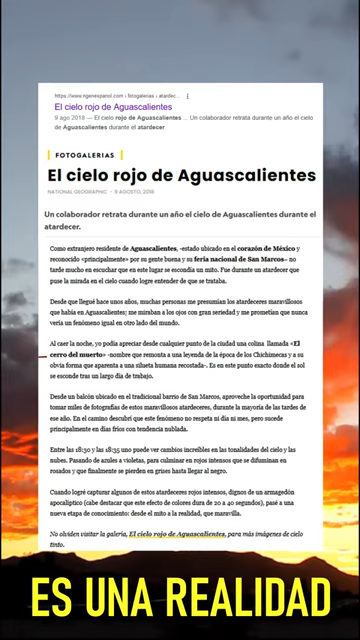 https://www.ngenespanol.com › fotogalerias › atardec...
El cielo rojo de Aguascalientes
9 ago 2018 — El cielo rojo de Aguascalientes ... Un colaborador retrata durante un año el cielo
de Aguascalientes durante el atardecer.
FOTOGALERIAS
El cielo rojo de Aguascalientes
NATIONAL GEOGRAPHIC - 9 AGOSTO, 2018
Un colaborador retrata durante un año el cielo de Aguascalientes durante el
atardecer.
Como extranjero residente de Aguascalientes, -estado ubicado en el corazón de México y
reconocido «principalmente» por su gente buena y su feria nacional de San Marcos– no
tarde mucho en escuchar que en este lugar se escondía un mito. Fue durante un atardecer que
puse la mirada en el cielo cuando logre entender de que se trataba.
Desde que llegué hace unos años, muchas personas me presumían los atardeceres maravillosos
que había en Aguascalientes; me miraban a los ojos con gran seriedad y me prometían que nunca
vería un fenómeno igual en otro lado del mundo.
Al caer la noche, yo podía apreciar desde cualquier punto de la ciudad una colina llamada «El
cerro del muerto» -nombre que remonta a una leyenda de la época de los Chichimecas y a su
obvia forma que aparenta a una silueta humana recostada-. Es en este punto exacto donde el sol
se esconde tras un largo día de trabajo.
Desde un balcón ubicado en el tradicional barrio de San Marcos, aproveche la oportunidad para
tomar miles de fotografías de estos maravillosos atardeceres, durante la mayoría de las tardes de
ese año. En el camino descubrí que este fenómeno no respeta ni día ni mes, pero sucede
principalmente en días fríos con tendencia nublada.
Entre las 18:30 y las 18:35 uno puede ver cambios increíbles en las tonalidades del cielo y las
nubes. Pasando de azules a violetas, para culminar en rojos intensos que se difuminan en
rosados y que finalmente se pierden en grises hasta llegar al negro.
Cuando logré capturar algunos de estos atardeceres rojos intensos, dignos de un armagedón
apocalíptico (cabe destacar que este efecto de colores dura de 20 a 40 segundos), pasé a una
nueva etapa de conocimiento: desde el mito a la realidad, que maravilla.
No olviden visitar la galería, El cielo rojo de Aguascalientes, para más imágenes de cielo
tinto.
ES UNA REALIDAD